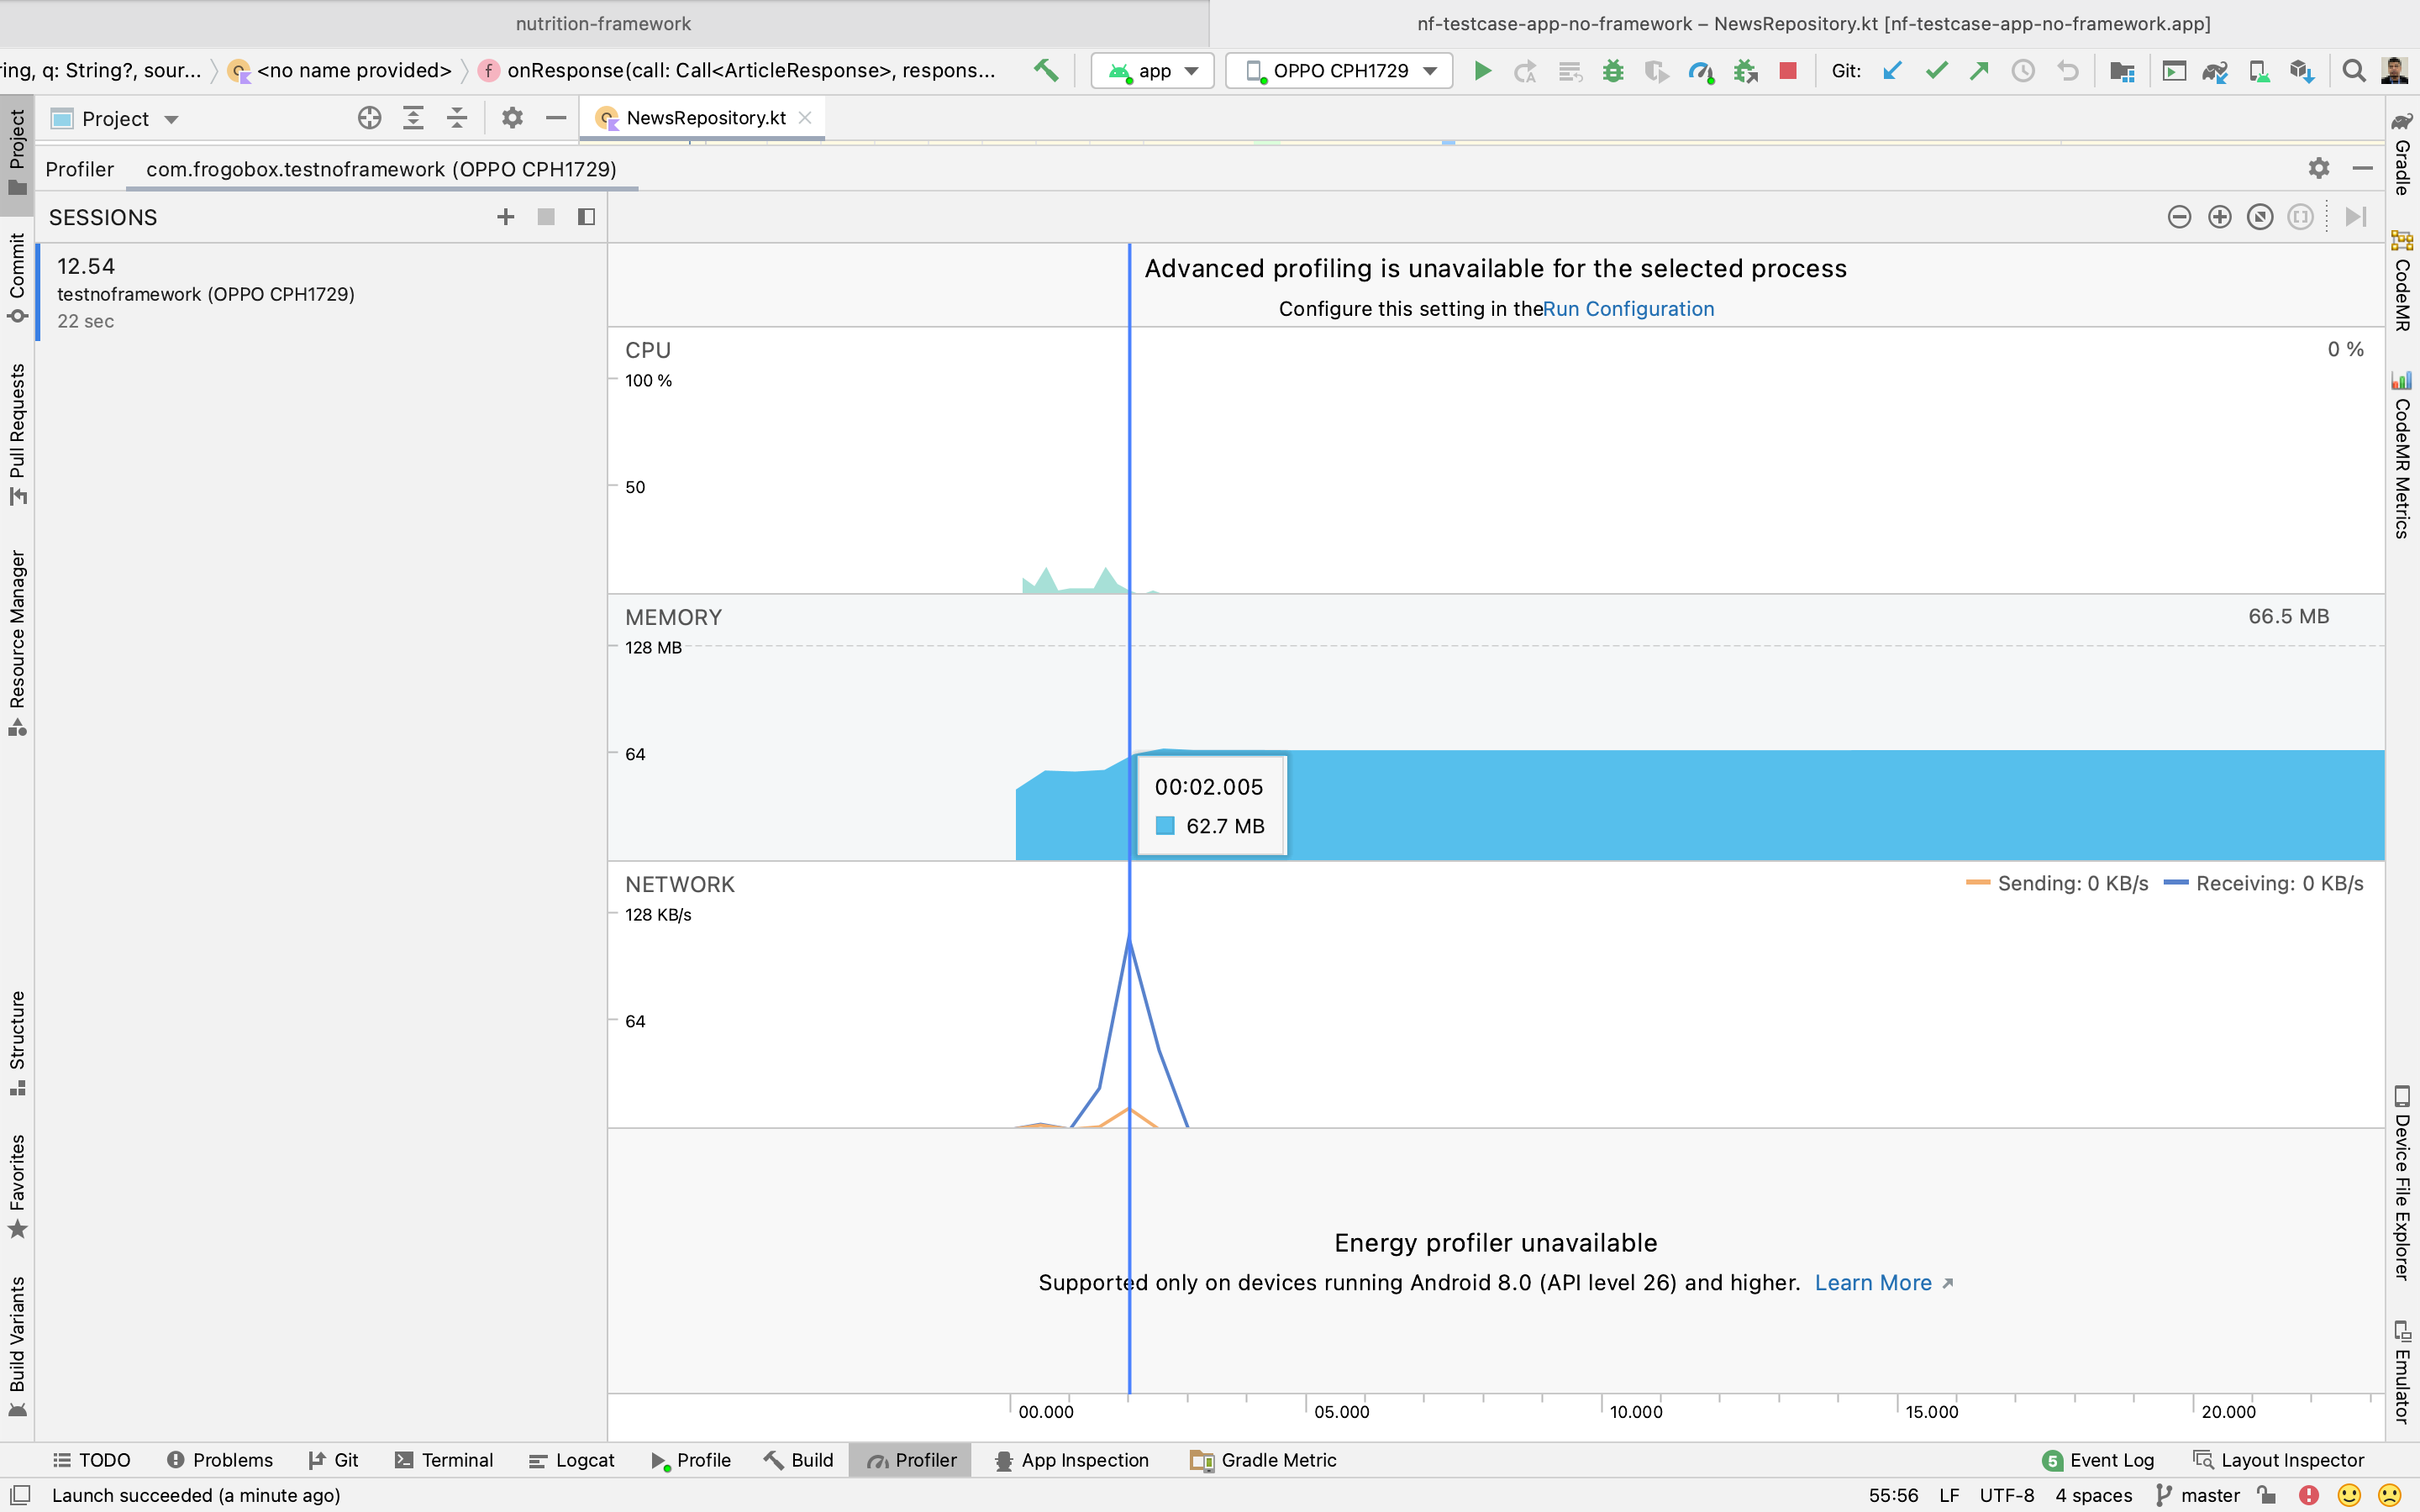 nutrition-framework
nf-testcase-app-no-framework – NewsRepository.kt [nf-testcase-app-no-framework.app]
ring, q: String?, sour...
<no name provided>
onResponse(call: Call<ArticleResponse>, respons...
app
OPPO CPH1729
Git:
Project
NewsRepository.kt
Profiler
com.frogobox.testnoframework (OPPO CPH1729)
SESSIONS
12.54
testnoframework (OPPO CPH1729)
22 sec
Advanced profiling is unavailable for the selected process
Configure this setting in theRun Configuration
CPU
0 %
100 %
50
MEMORY
66.5 MB
128 MB
64
00:02.005
62.7 MB
NETWORK
Sending: 0 KB/s
Receiving: 0 KB/s
128 KB/s
64
Energy profiler unavailable
Supported only on devices running Android 8.0 (API level 26) and higher. Learn More
00.000
05.000
10.000
15.000
20.000
Project
Commit
Pull Requests
Resource Manager
Structure
Favorites
Build Variants
Gradle
CodeMR
CodeMR Metrics
Device File Explorer
Emulator
TODO
Problems
Git
Terminal
Logcat
Profile
Build
Profiler
App Inspection
Gradle Metric
5 Event Log
Layout Inspector
Launch succeeded (a minute ago)
55:56
LF
UTF-8
4 spaces
master